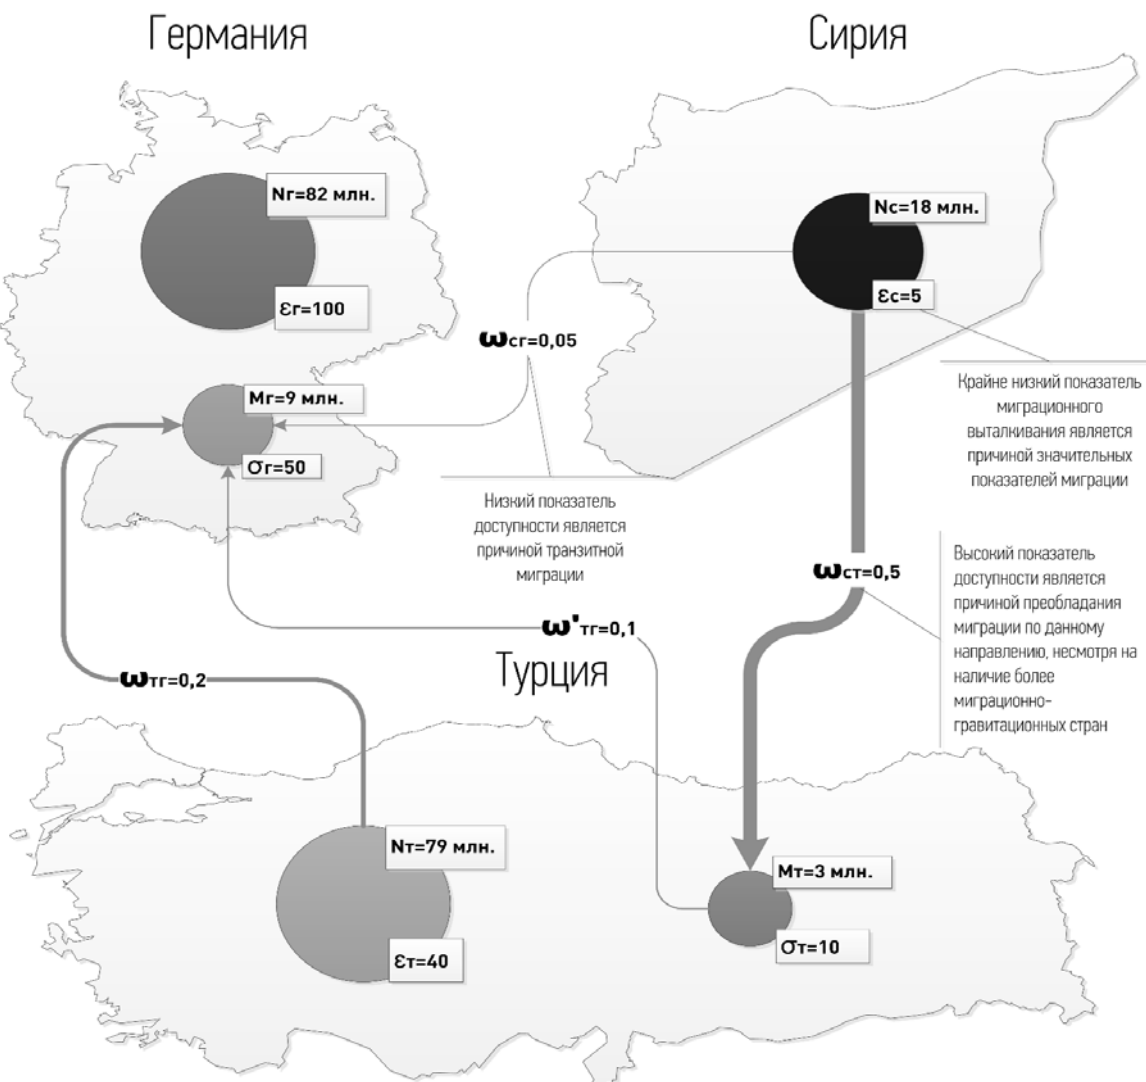 Германия
Сирия
Nг=82 млн.
Nс=18 млн.
Ɛг=100
Ɛс=5
ωсг=0,05
Mг=9 млн.
σг=50
Крайне низкий показатель
миграционного
выталкивания является
причиной значительных
показателей миграции
Низкий показатель
доступности является
причиной транзитной
миграции
ωст=0,5
Высокий показатель
доступности является
причиной преобладания
миграции по данному
направлению, несмотря на
наличие более
миграционно-
гравитационных стран
ω'тг=0,1
Турция
ωтг=0,2
Nт=79 млн.
Mт=3 млн.
Ɛт=40
σт=10